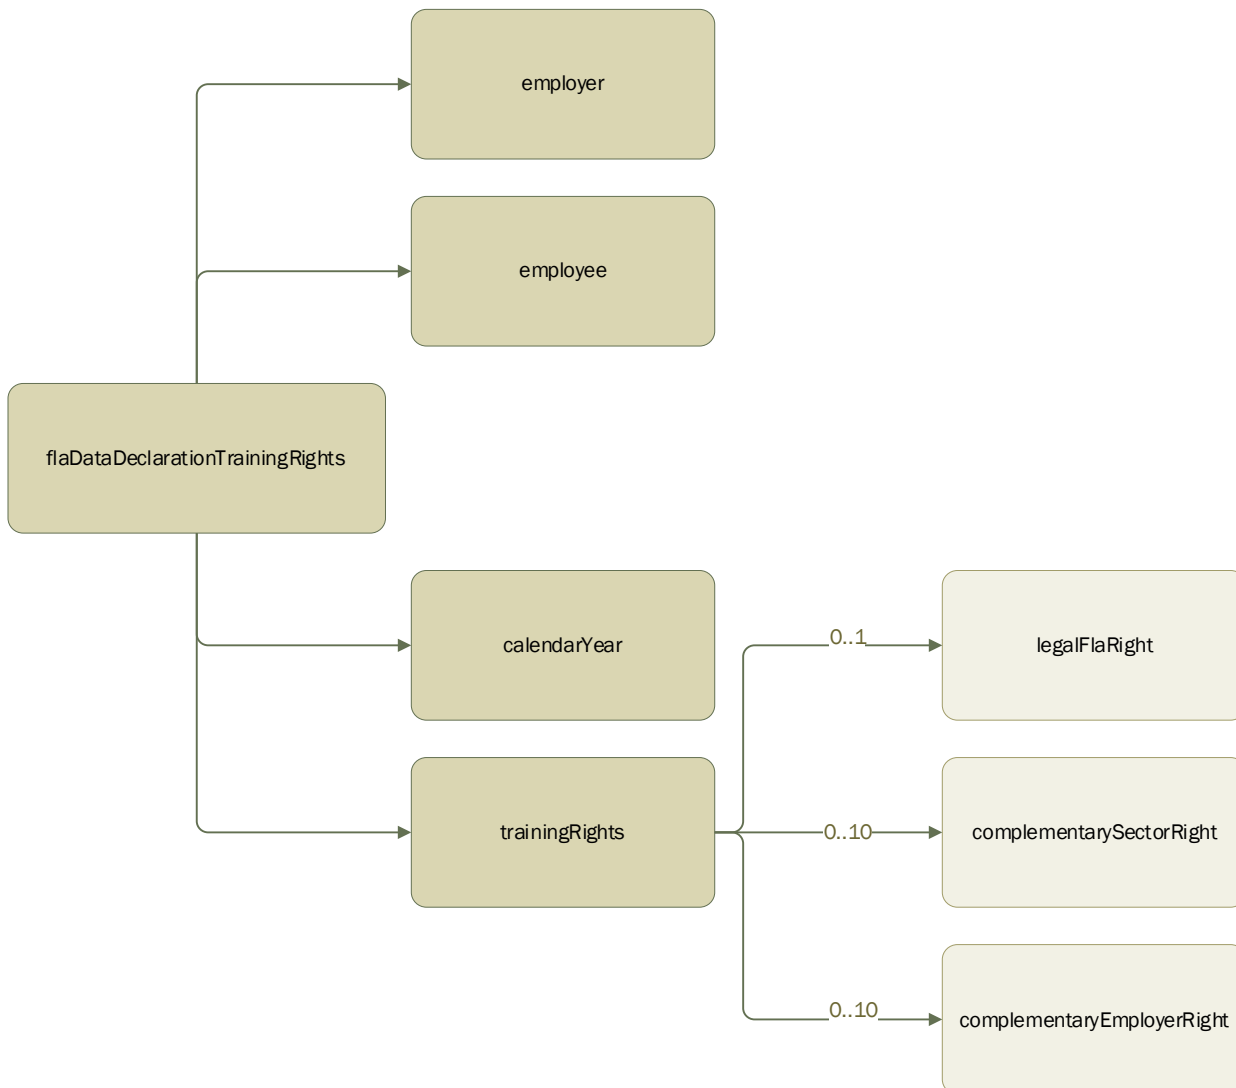 employer
employee
flaDataDeclarationTrainingRights
calendarYear
0..1
legalFlaRight
trainingRights
0..10
complementarySectorRight
0..10
complementaryEmployerRight